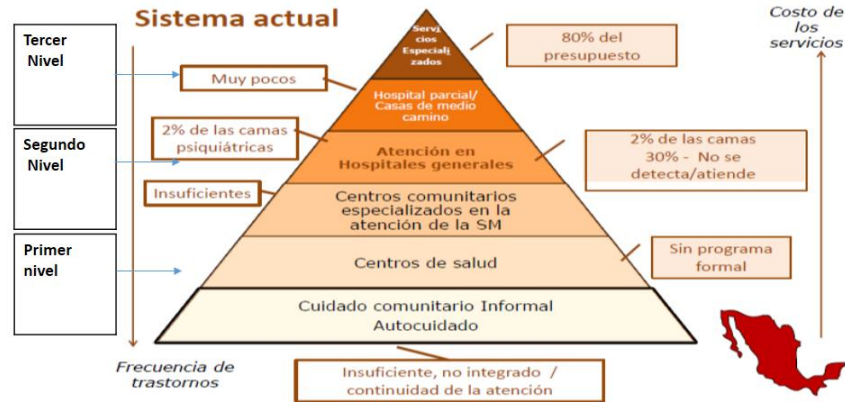 Sistema actual
Costo de
los
servicios
Tercer
Nivel
Servi
cios
Especiali
zados
80% del
presupuesto
Muy pocos
Hospital parcial/
Casas de medio
camino
Segundo
Nivel
2% de las camas
psiquiátricas
Atención en
Hospitales generales
2% de las camas
30% - No se
detecta/atiende
Insuficientes
Centros comunitarios
especializados en la
atención de la SM
Primer
nivel
Centros de salud
Sin programa
formal
Cuidado comunitario Informal
Autocuidado
Frecuencia de
trastornos
Insuficiente, no integrado /
continuidad de la atención